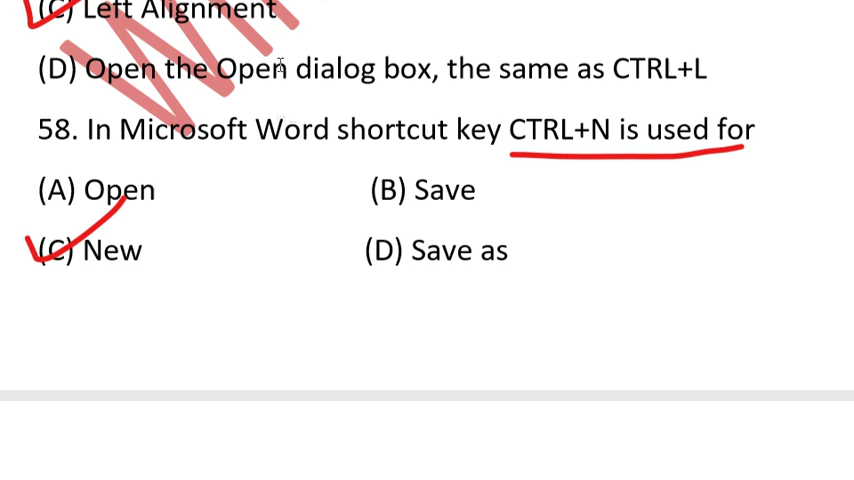 (C) Left Alignment
(D) Open the Open dialog box, the same as CTRL+L
58. In Microsoft Word shortcut key CTRL+N is used for
(A) Open (B) Save
(C) New (D) Save as